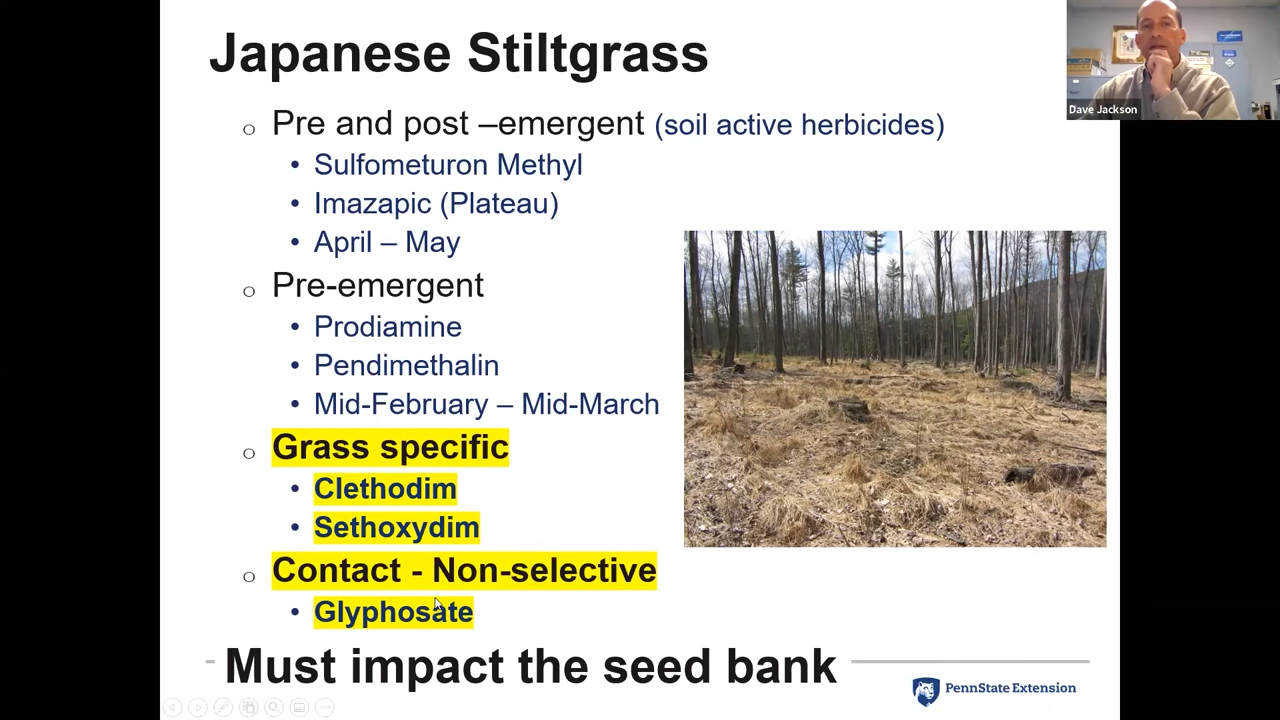 Japanese Stiltgrass
Dave Jackson
Pre and post –emergent (soil active herbicides)
Sulfometuron Methyl
Imazapic (Plateau)
April – May
Pre-emergent
Prodiamine
Pendimethalin
Mid-February – Mid-March
Grass specific
Clethodim
Sethoxydim
Contact - Non-selective
Glyphosate
Must impact the seed bank
PennState Extension